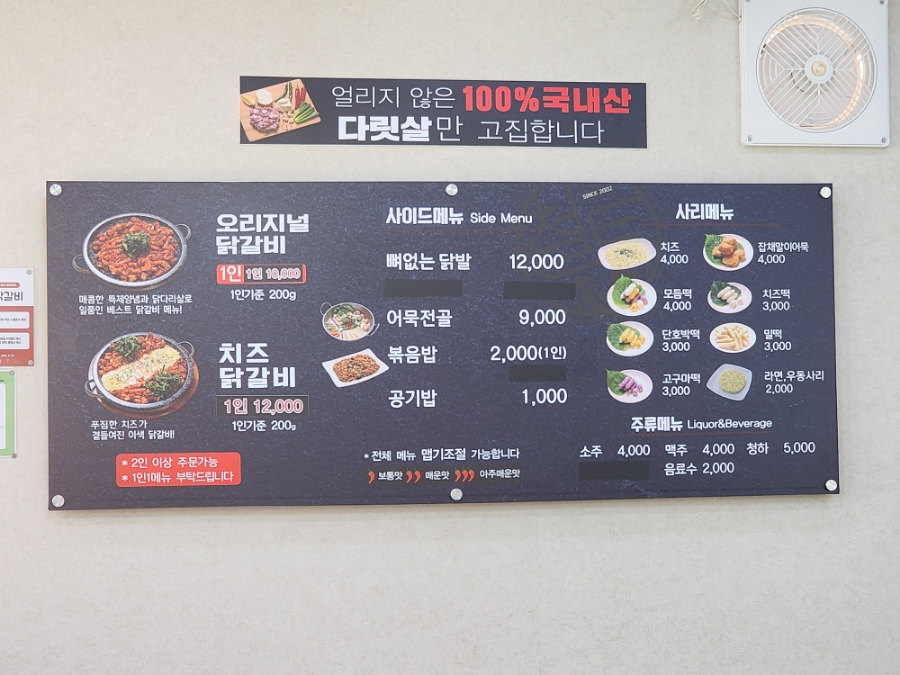 얼리지 않은 100%국내산
다릿살만 고집합니다
SINCE 2002
오리지널
닭갈비
1인 1인 10,000
1인기준 200g
매콤한 특제양념과 닭다리살로
일품인 베스트 닭갈비 메뉴!
치즈
닭갈비
1인 12,000
1인기준 200g
푸짐한 치즈가
곁들여진 이색 닭갈비!
* 2인 이상 주문가능
* 1인1메뉴 부탁드립니다
사이드메뉴 Side Menu
뼈없는 닭발 12,000
어묵전골 9,000
볶음밥 2,000(1인)
공기밥 1,000
*전체 메뉴 맵기조절 가능합니다
보통맛 매운맛 아주매운맛
사리메뉴
치즈
4,000
잡채말이어묵
4,000
모듬떡
4,000
치즈떡
3,000
단호박떡
3,000
밀떡
3,000
고구마떡
3,000
라면,우동사리
2,000
주류메뉴 Liquor&Beverage
소주 4,000 맥주 4,000 청하 5,000
음료수 2,000
닭갈비